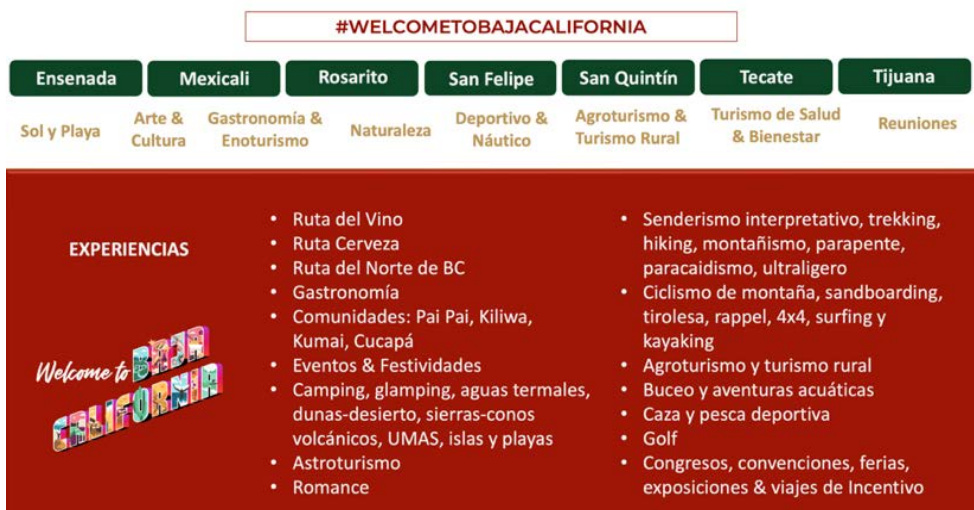 #WELCOMETOBAJACALIFORNIA
Ensenada
Mexicali
Rosarito
San Felipe
San Quintín
Tecate
Tijuana
Sol y Playa
Arte &
Cultura
Gastronomía &
Enoturismo
Naturaleza
Deportivo &
Náutico
Agroturismo &
Turismo Rural
Turismo de Salud
& Bienestar
Reuniones
EXPERIENCIAS
Welcome to BAJA
CALIFORNIA
• Ruta del Vino
• Ruta Cerveza
• Ruta del Norte de BC
• Gastronomía
• Comunidades: Pai Pai, Kiliwa,
Kumai, Cucapá
• Eventos & Festividades
• Camping, glamping, aguas termales,
dunas-desierto, sierras-conos
volcánicos, UMAS, islas y playas
• Astroturismo
• Romance
• Senderismo interpretativo, trekking,
hiking, montañismo, parapente,
paracaidismo, ultraligero
• Ciclismo de montaña, sandboarding,
tirolesa, rappel, 4x4, surfing y
kayaking
• Agroturismo y turismo rural
• Buceo y aventuras acuáticas
• Caza y pesca deportiva
• Golf
• Congresos, convenciones, ferias,
exposiciones & viajes de Incentivo